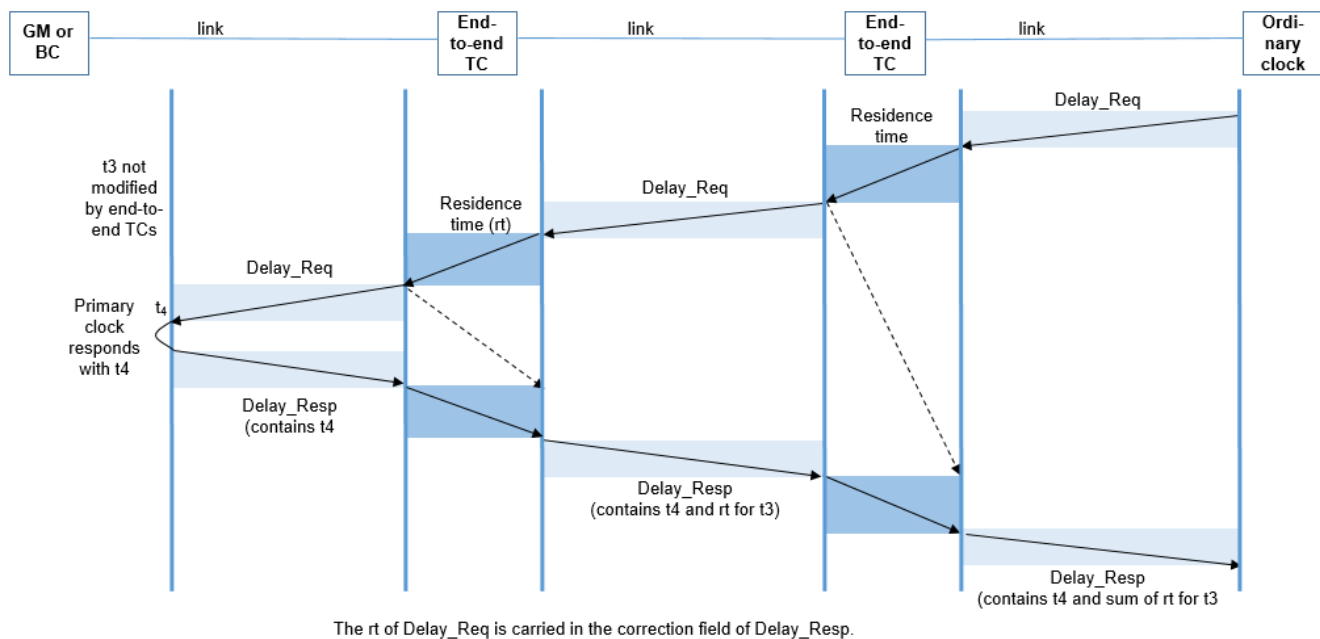 GM or
BC
link
End-
to-end
TC
link
End-
to-end
TC
link
Ordi-
nary
clock
Delay_Req
Residence
time
t3 not
modified
by end-to-
end TCs
Delay_Req
Residence
time (rt)
Delay_Req
t4
Primary
clock
responds
with t4
Delay_Resp
(contains t4
Delay_Resp
(contains t4 and rt for t3)
Delay_Resp
(contains t4 and sum of rt for t3
The rt of Delay_Req is carried in the correction field of Delay_Resp.